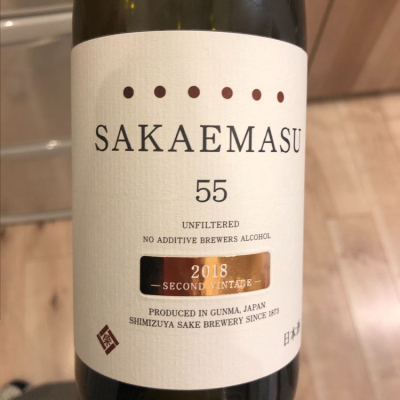 SAKAEMASU
55
UNFILTERED
NO ADDITIVE BREWERS ALCOHOL
2018
—SECOND VINTAGE—
PRODUCED IN GUNMA, JAPAN
SHIMIZUYA SAKE BREWERY SINCE 1873
日本酒